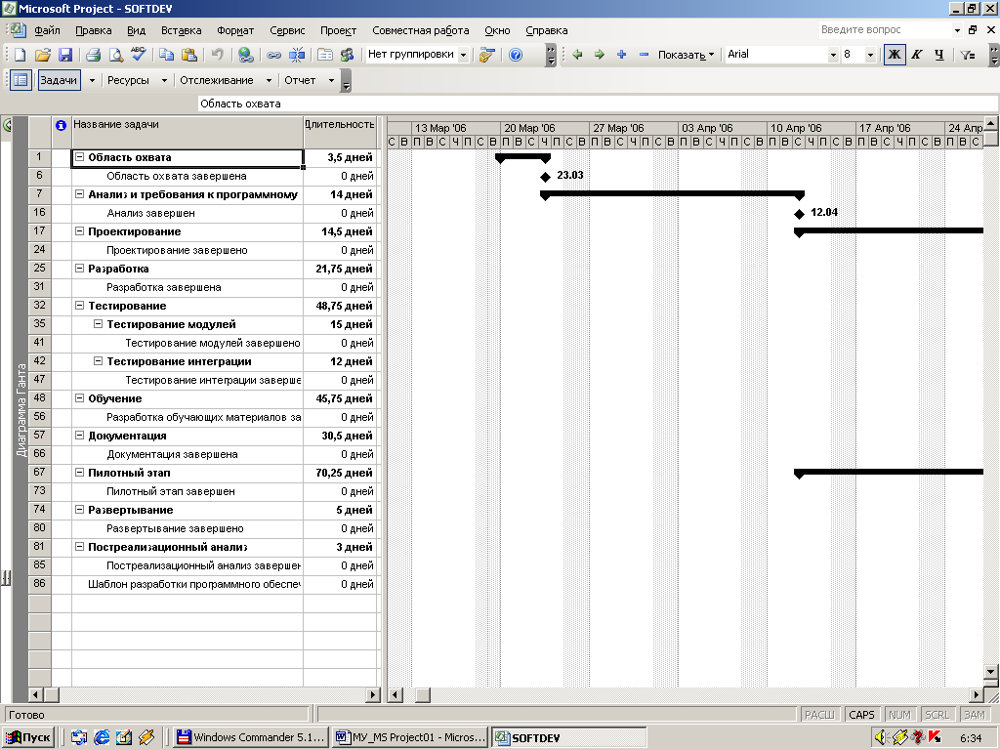 Microsoft Project - SOFTDEV
Файл Правка Вид Вставка Формат Сервис Проект Совместная работа Окно Справка Введите вопрос
Нет группировки Показать Arial 8 Ж К Ч
Задачи Ресурсы Отслеживание Отчет
Область охвата
Название задачи Длительность 13 Мар '06 20 Мар '06 27 Мар '06 03 Апр '06 10 Апр '06 17 Апр '06 24 Апр
С В П В С Ч П С В П В С Ч П С В П В С Ч П С В П В С Ч П С В П В С Ч П С В П В С Ч П С В П В С
1 Область охвата 3,5 дней
6 Область охвата завершена 0 дней 23.03
7 Анализ и требования к программному 14 дней
16 Анализ завершен 0 дней 12.04
17 Проектирование 14,5 дней
24 Проектирование завершено 0 дней
25 Разработка 21,75 дней
31 Разработка завершена 0 дней
32 Тестирование 48,75 дней
35 Тестирование модулей 15 дней
41 Тестирование модулей завершено 0 дней
42 Тестирование интеграции 12 дней
47 Тестирование интеграции заверше 0 дней
48 Обучение 45,75 дней
56 Разработка обучающих материалов за 0 дней
57 Документация 30,5 дней
66 Документация завершена 0 дней
67 Пилотный этап 70,25 дней
73 Пилотный этап завершен 0 дней
74 Развертывание 5 дней
80 Развертывание завершено 0 дней
81 Постреализационный анализ 3 дней
85 Постреализационный анализ завершен 0 дней
86 Шаблон разработки программного обеспеч 0 дней
Диаграмма Ганта
Готово РАСШ CAPS NUM SCRL ЗАМ
Пуск Windows Commander 5.1... МУ_MS Project01 - Micros... SOFTDEV 6:34